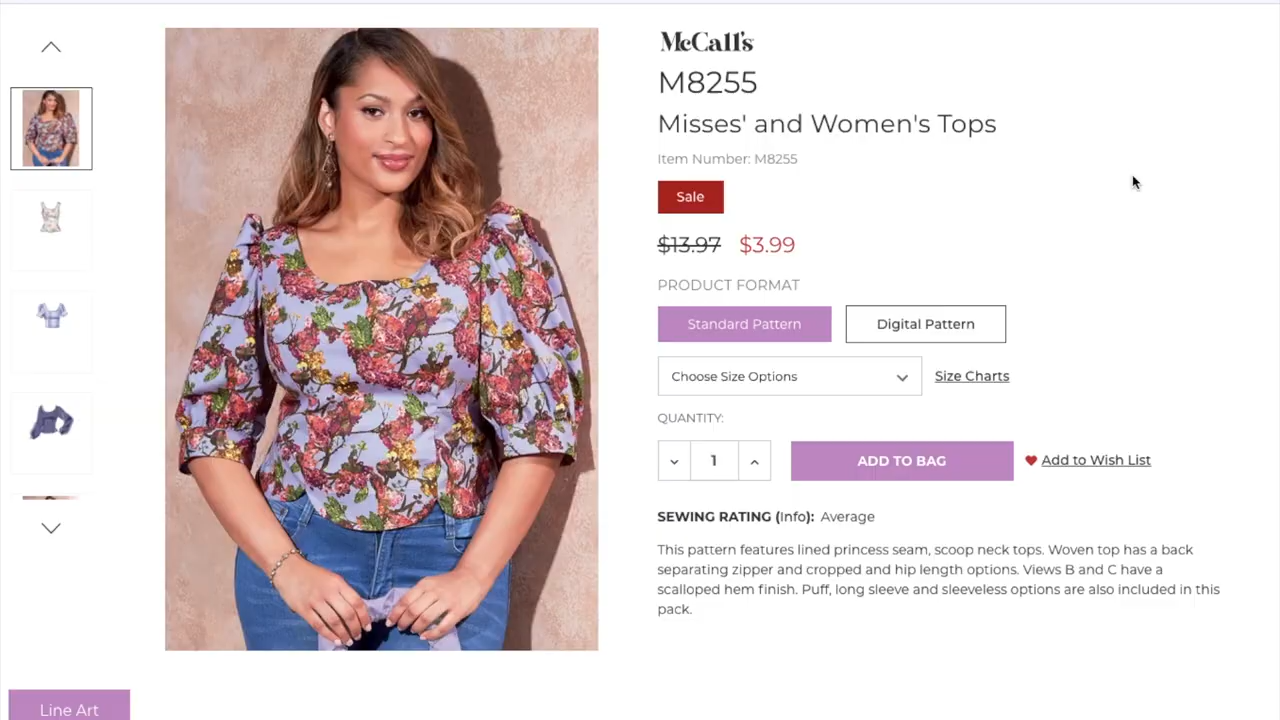 McCall's
M8255
Misses' and Women's Tops
Item Number: M8255
Sale
$13.97 $3.99
PRODUCT FORMAT
Standard Pattern Digital Pattern
Choose Size Options Size Charts
QUANTITY:
1 ADD TO BAG Add to Wish List
SEWING RATING (Info): Average
This pattern features lined princess seam, scoop neck tops. Woven top has a back
separating zipper and cropped and hip length options. Views B and C have a
scalloped hem finish. Puff, long sleeve and sleeveless options are also included in this
pack.
Line Art